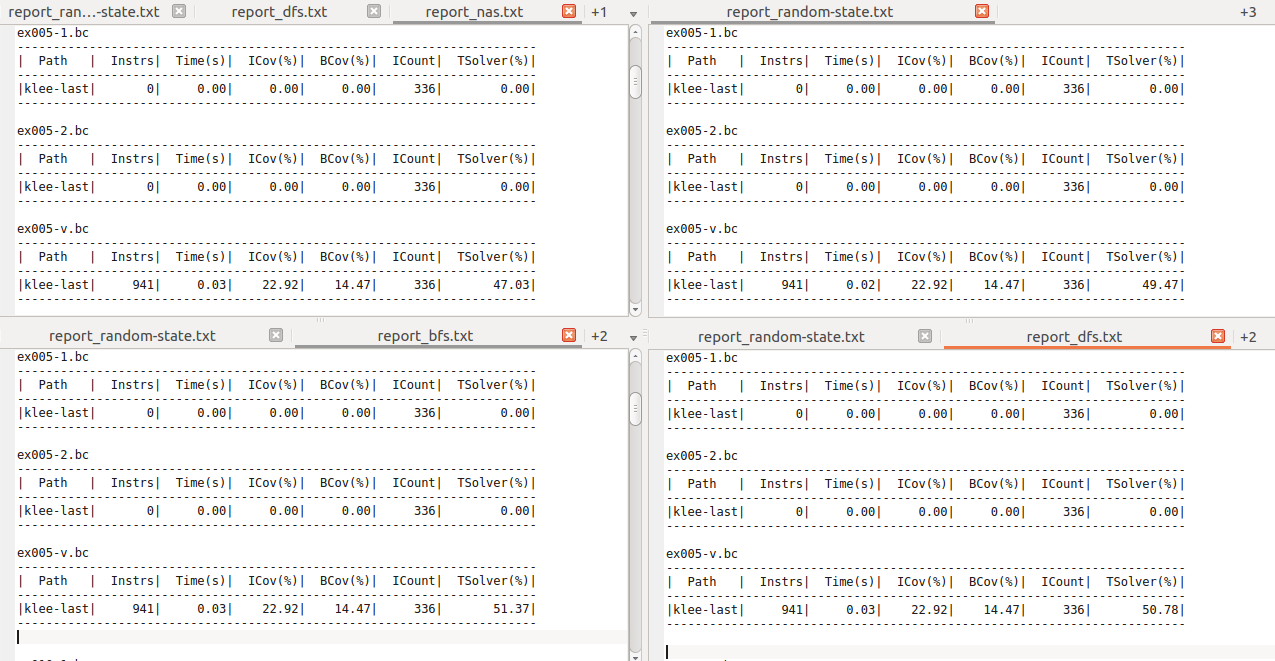 report_ran...-state.txt report_dfs.txt report_nas.txt +1
ex005-1.bc
------------------------------------------------------------------------
|  Path   |  Instrs|  Time(s)|  ICov(%)|  BCov(%)|  ICount|  TSolver(%)|
------------------------------------------------------------------------
|klee-last|       0|     0.00|     0.00|     0.00|     336|        0.00|
------------------------------------------------------------------------
ex005-2.bc
------------------------------------------------------------------------
|  Path   |  Instrs|  Time(s)|  ICov(%)|  BCov(%)|  ICount|  TSolver(%)|
------------------------------------------------------------------------
|klee-last|       0|     0.00|     0.00|     0.00|     336|        0.00|
------------------------------------------------------------------------
ex005-v.bc
------------------------------------------------------------------------
|  Path   |  Instrs|  Time(s)|  ICov(%)|  BCov(%)|  ICount|  TSolver(%)|
------------------------------------------------------------------------
|klee-last|     941|     0.03|    22.92|    14.47|     336|       47.03|
------------------------------------------------------------------------
report_random-state.txt +3
ex005-1.bc
------------------------------------------------------------------------
|  Path   |  Instrs|  Time(s)|  ICov(%)|  BCov(%)|  ICount|  TSolver(%)|
------------------------------------------------------------------------
|klee-last|       0|     0.00|     0.00|     0.00|     336|        0.00|
------------------------------------------------------------------------
ex005-2.bc
------------------------------------------------------------------------
|  Path   |  Instrs|  Time(s)|  ICov(%)|  BCov(%)|  ICount|  TSolver(%)|
------------------------------------------------------------------------
|klee-last|       0|     0.00|     0.00|     0.00|     336|        0.00|
------------------------------------------------------------------------
ex005-v.bc
------------------------------------------------------------------------
|  Path   |  Instrs|  Time(s)|  ICov(%)|  BCov(%)|  ICount|  TSolver(%)|
------------------------------------------------------------------------
|klee-last|     941|     0.02|    22.92|    14.47|     336|       49.47|
------------------------------------------------------------------------
report_random-state.txt report_bfs.txt +2
ex005-1.bc
------------------------------------------------------------------------
|  Path   |  Instrs|  Time(s)|  ICov(%)|  BCov(%)|  ICount|  TSolver(%)|
------------------------------------------------------------------------
|klee-last|       0|     0.00|     0.00|     0.00|     336|        0.00|
------------------------------------------------------------------------
ex005-2.bc
------------------------------------------------------------------------
|  Path   |  Instrs|  Time(s)|  ICov(%)|  BCov(%)|  ICount|  TSolver(%)|
------------------------------------------------------------------------
|klee-last|       0|     0.00|     0.00|     0.00|     336|        0.00|
------------------------------------------------------------------------
ex005-v.bc
------------------------------------------------------------------------
|  Path   |  Instrs|  Time(s)|  ICov(%)|  BCov(%)|  ICount|  TSolver(%)|
------------------------------------------------------------------------
|klee-last|     941|     0.03|    22.92|    14.47|     336|       51.37|
------------------------------------------------------------------------
report_random-state.txt report_dfs.txt +2
ex005-1.bc
------------------------------------------------------------------------
|  Path   |  Instrs|  Time(s)|  ICov(%)|  BCov(%)|  ICount|  TSolver(%)|
------------------------------------------------------------------------
|klee-last|       0|     0.00|     0.00|     0.00|     336|        0.00|
------------------------------------------------------------------------
ex005-2.bc
------------------------------------------------------------------------
|  Path   |  Instrs|  Time(s)|  ICov(%)|  BCov(%)|  ICount|  TSolver(%)|
------------------------------------------------------------------------
|klee-last|       0|     0.00|     0.00|     0.00|     336|        0.00|
------------------------------------------------------------------------
ex005-v.bc
------------------------------------------------------------------------
|  Path   |  Instrs|  Time(s)|  ICov(%)|  BCov(%)|  ICount|  TSolver(%)|
------------------------------------------------------------------------
|klee-last|     941|     0.03|    22.92|    14.47|     336|       50.78|
------------------------------------------------------------------------